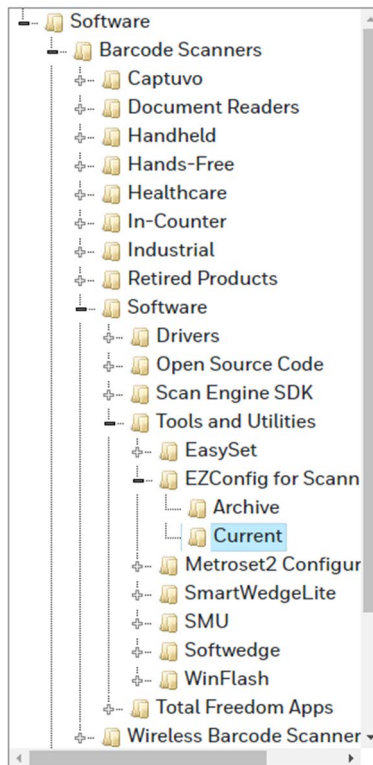 Software
Barcode Scanners
Captuvo
Document Readers
Handheld
Hands-Free
Healthcare
In-Counter
Industrial
Retired Products
Software
Drivers
Open Source Code
Scan Engine SDK
Tools and Utilities
EasySet
EZConfig for Scann
Archive
Current
Metroset2 Configur
SmartWedgeLite
SMU
Softwedge
WinFlash
Total Freedom Apps
Wireless Barcode Scanner